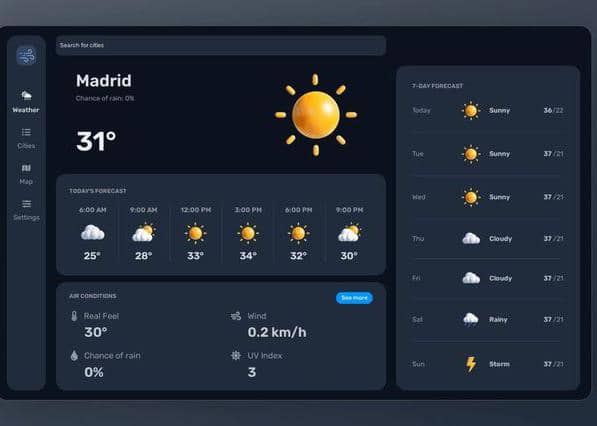 Search for cities
Weather
Cities
Map
Settings
Madrid
Chance of rain: 0%
31°
TODAY'S FORECAST
6:00 AM 9:00 AM 12:00 PM 3:00 PM 6:00 PM 9:00 PM
25° 28° 33° 34° 32° 30°
AIR CONDITIONS
See more
Real Feel
30°
Wind
0.2 km/h
Chance of rain
0%
UV Index
3
7-DAY FORECAST
Today Sunny 36/22
Tue Sunny 37/21
Wed Sunny 37/21
Thu Cloudy 37/21
Fri Cloudy 37/21
Sat Rainy 37/21
Sun Storm 37/21